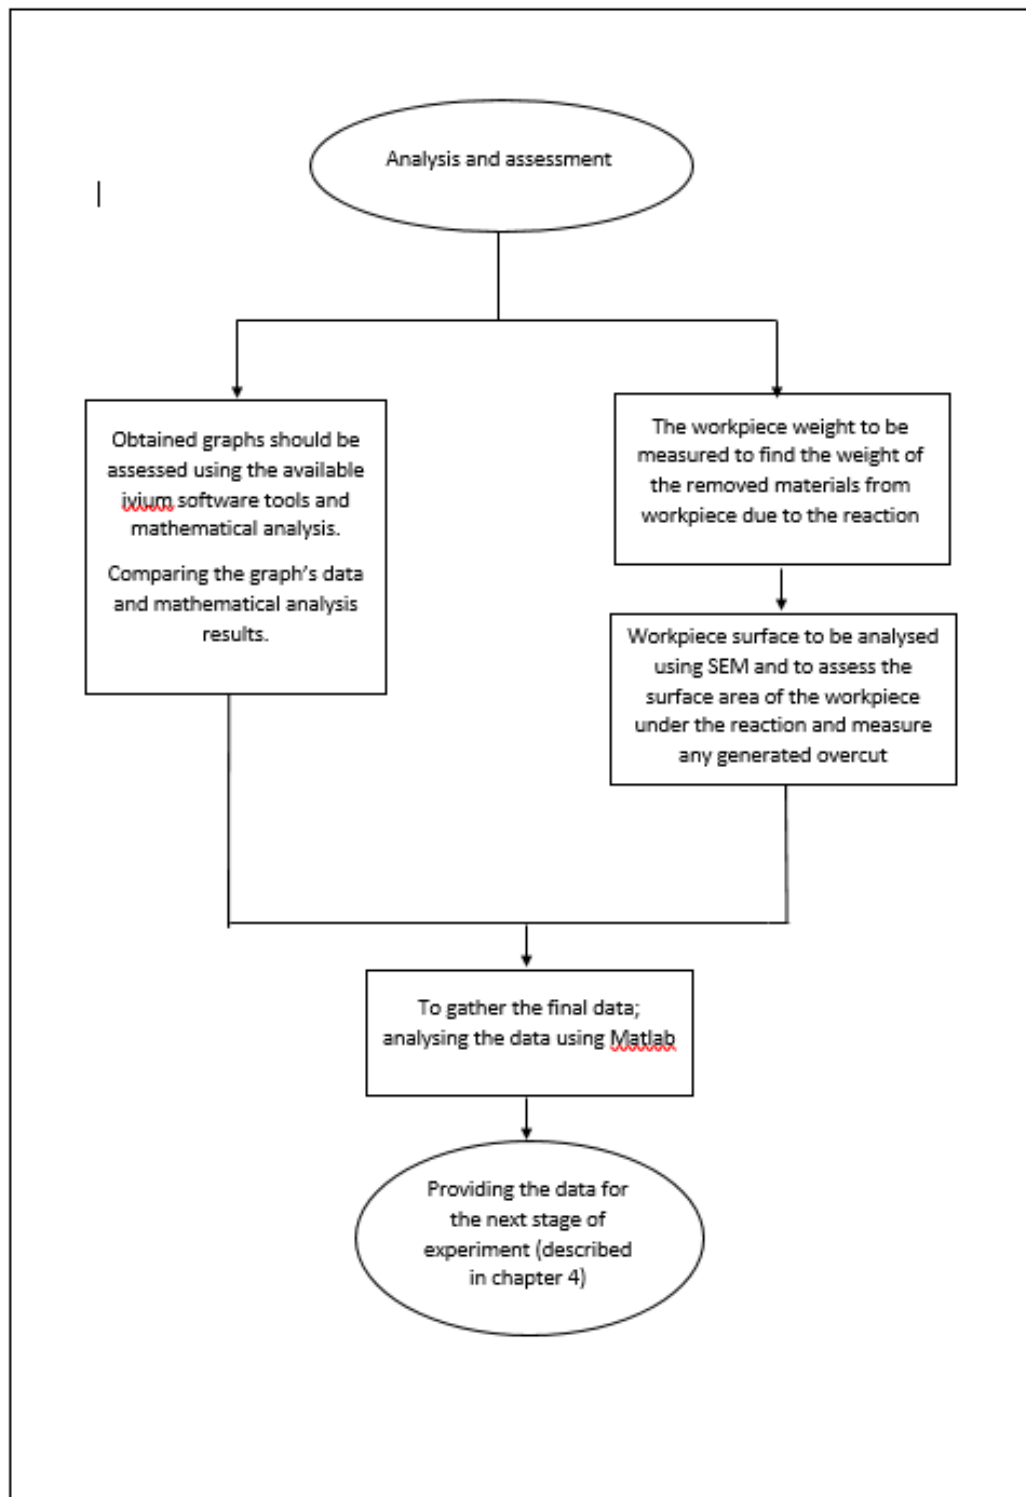 Analysis and assessment
Obtained graphs should be
assessed using the available
ivium software tools and
mathematical analysis.
Comparing the graph's data
and mathematical analysis
results.
The workpiece weight to be
measured to find the weight of
the removed materials from
workpiece due to the reaction
Workpiece surface to be analysed
using SEM and to assess the
surface area of the workpiece
under the reaction and measure
any generated overcut
To gather the final data;
analysing the data using Matlab
Providing the data for
the next stage of
experiment (described
in chapter 4)